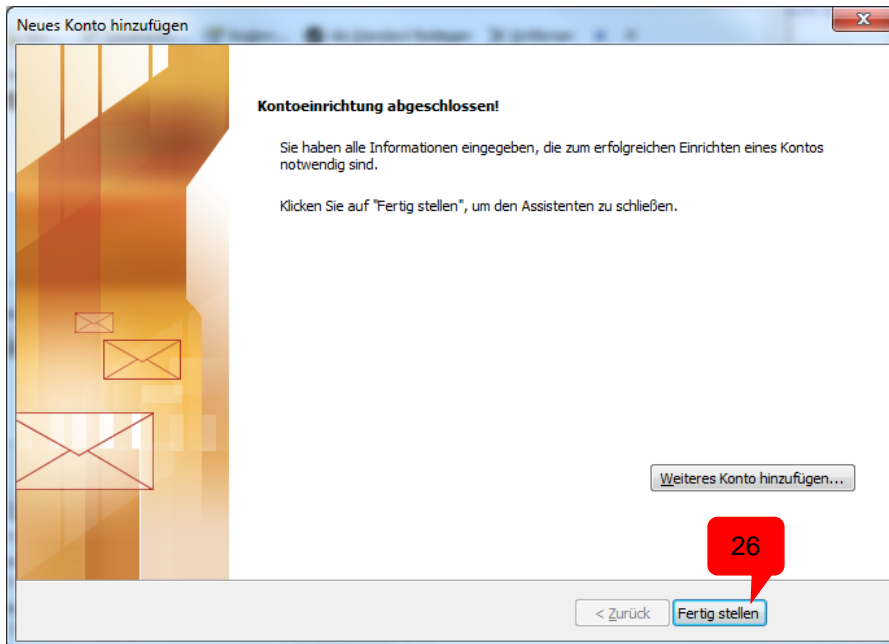 Neues Konto hinzufügen
Kontoeinrichtung abgeschlossen!
Sie haben alle Informationen eingegeben, die zum erfolgreichen Einrichten eines Kontos
notwendig sind.
Klicken Sie auf "Fertig stellen", um den Assistenten zu schließen.
Weiteres Konto hinzufügen...
26
< Zurück
Fertig stellen